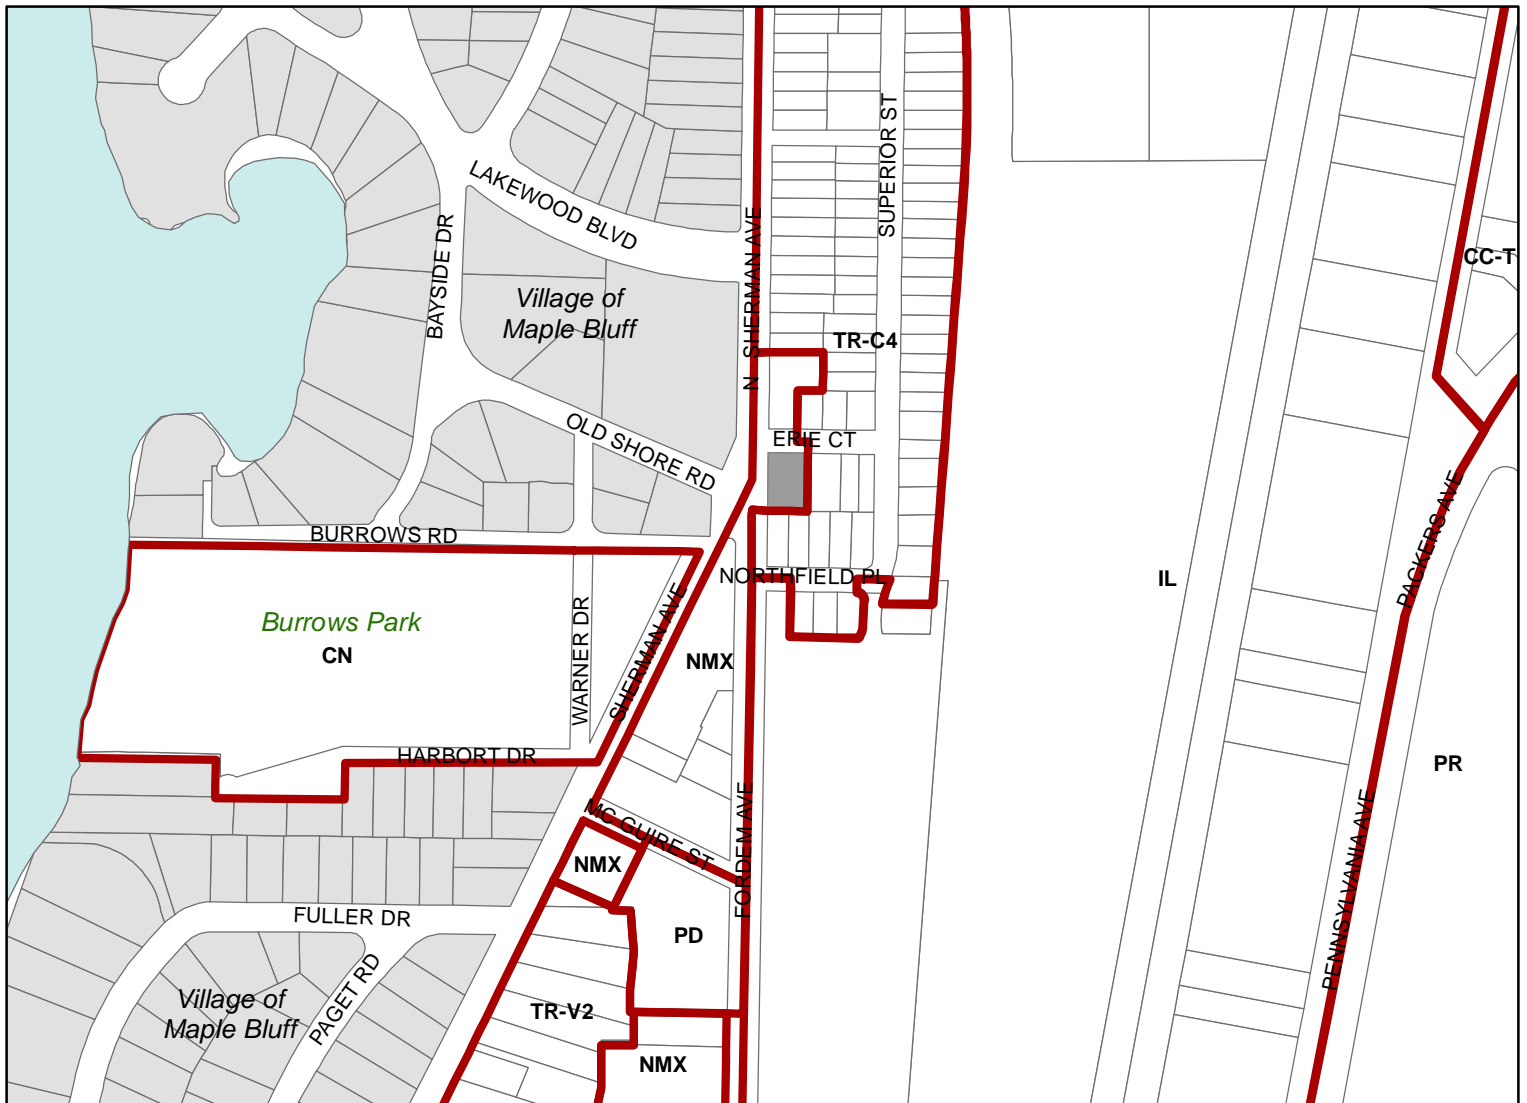 SUPERIOR ST
LAKEWOOD BLVD
BAYSIDE DR
N SHERMAN AVE
CC-T
Village of
Maple Bluff
TR-C4
OLD SHORE RD
ERIE CT
BURROWS RD
PACKERS AVE
NORTHFIELD PL
IL
Burrows Park
CN
WARNER DR
SHERMAN AVE
NMX
HARBORT DR
PR
MC GUIRE ST
FORDEM AVE
PENNSYLVANIA AVE
NMX
FULLER DR
PD
Village of
Maple Bluff
PAGET RD
TR-V2
NMX